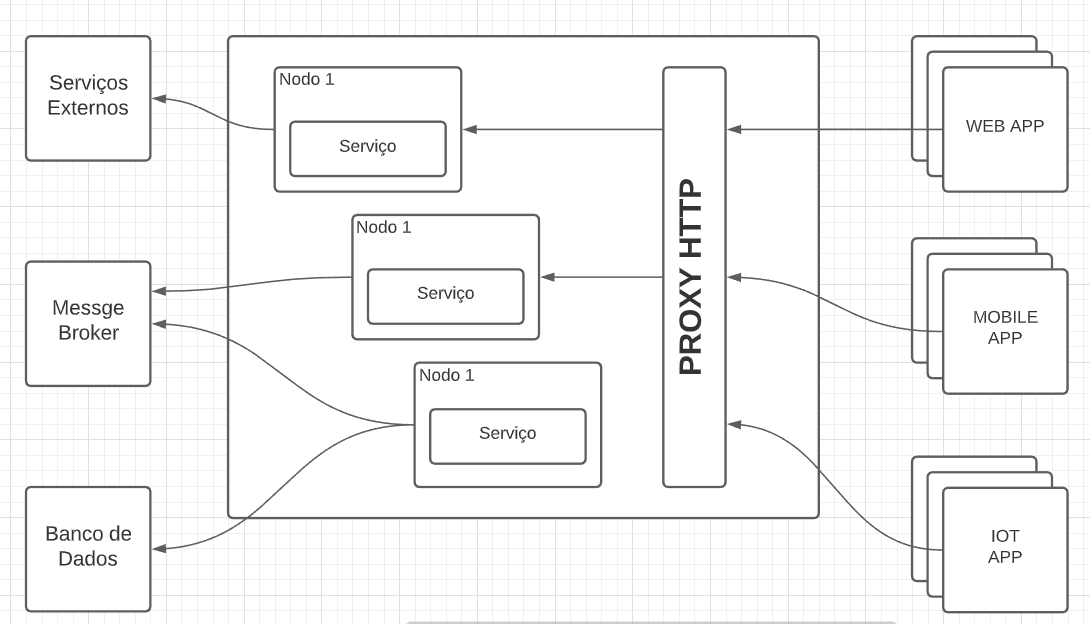 Serviços
Externos
Nodo 1
Serviço
WEB APP
Nodo 1
Serviço
PROXY HTTP
Messge
Broker
MOBILE
APP
Nodo 1
Serviço
Banco de
Dados
IOT
APP